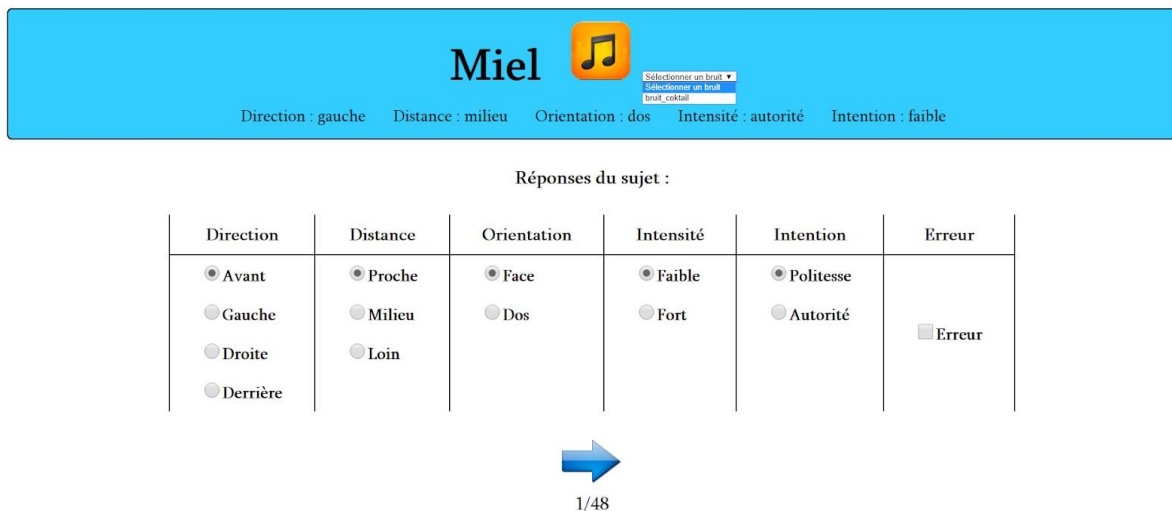 Miel
Sélectionner un bruit ▼
Sélectionner un bruit
bruit_coktail
Direction : gauche Distance : milieu Orientation : dos Intensité : autorité Intention : faible
Réponses du sujet :
Direction Distance Orientation Intensité Intention Erreur
Avant Proche Face Faible Politesse
Gauche Milieu Dos Fort Autorité
Erreur
Droite Loin
Derrière
1/48